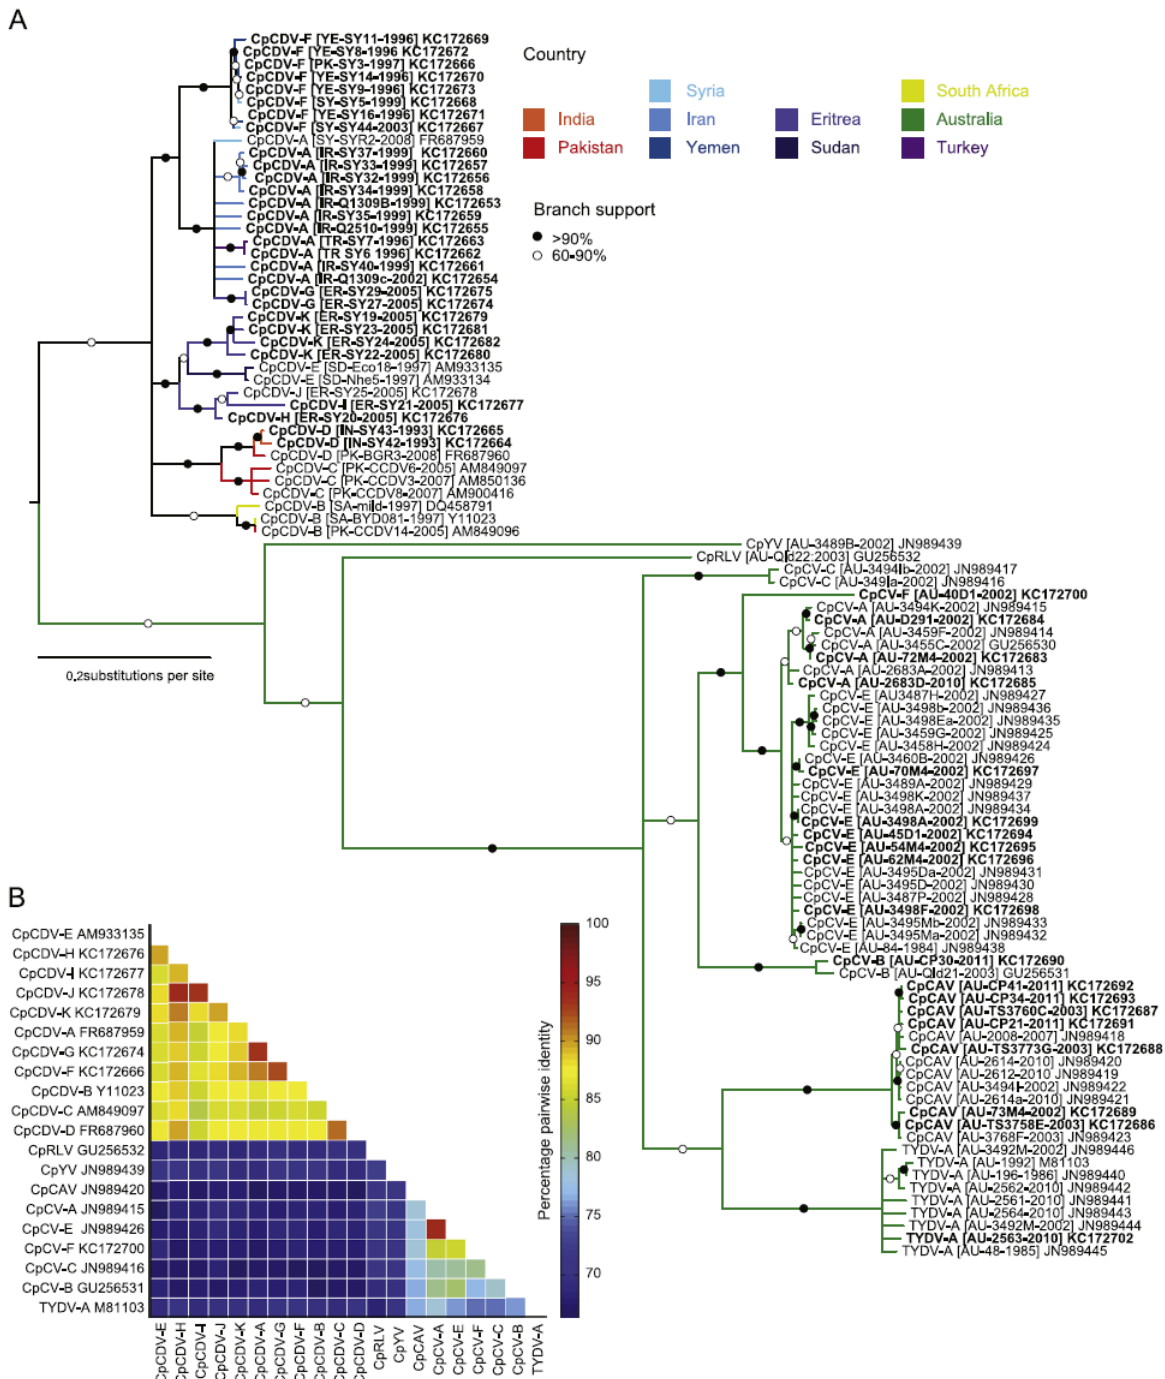 A
CpCDV-F [YE-SY11-1996] KC172669
CpCDV-F [YE-SY8-1996 KC172672
CpCDV-F [PK-SY3-1997] KC172666
CpCDV-F [YE-SY14-1996] KC172670
CpCDV-F [YE-SY9-1996] KC172673
CpCDV-F [SY-SY5-1999] KC172668
CpCDV-F [YE-SY16-1996] KC172671
CpCDV-F [SY-SY44-2003] KC172667
CpCDV-A [SY-SYR2-2008] FR687959
CpCDV-A [IR-SY37-1999] KC172660
CpCDV-A [IR-SY33-1999] KC172657
CpCDV-A [IR-SY32-1999] KC172656
CpCDV-A [IR-SY34-1999] KC172658
CpCDV-A [IR-Q1309B-1999] KC172653
CpCDV-A [IR-SY35-1999] KC172659
CpCDV-A [IR-Q2510-1999] KC172655
CpCDV-A [TR-SY7-1996] KC172663
CpCDV-A [TR SY6 1996] KC172662
CpCDV-A [IR-SY40-1999] KC172661
CpCDV-A [IR-Q1309c-2002] KC172654
CpCDV-G [ER-SY29-2005] KC172675
CpCDV-G [ER-SY27-2005] KC172674
CpCDV-K [ER-SY19-2005] KC172679
CpCDV-K [ER-SY23-2005] KC172681
CpCDV-K [ER-SY24-2005] KC172682
CpCDV-K [ER-SY22-2005] KC172680
CpCDV-E [SD-Eco18-1997] AM933135
CpCDV-E [SD-Nhe5-1997] AM933134
CpCDV-J [ER-SY25-2005] KC172678
CpCDV-I [ER-SY21-2005] KC172677
CpCDV-H [ER-SY20-2005] KC172676
CpCDV-D [IN-SY43-1993] KC172665
CpCDV-D [IN-SY42-1993] KC172664
CpCDV-D [PK-BGR3-2008] FR687960
CpCDV-C [PK-CCDV6-2005] AM849097
CpCDV-C [PK-CCDV3-2007] AM850136
CpCDV-C [PK-CCDV8-2007] AM900416
CpCDV-B [SA-mild-1997] DQ458791
CpCDV-B [SA-BYD081-1997] Y11023
CpCDV-B [PK-CCDV14-2005] AM849096
Country
Syria South Africa
India Iran Eritrea Australia
Pakistan Yemen Sudan Turkey
Branch support
>90%
60-90%
CpYV [AU-3489B-2002] JN989439
CpRLV [AU-Qld22:2003] GU256532
CpCV-C [AU-3494lb-2002] JN989417
CpCV-C [AU-349la-2002] JN989416
CpCV-F [AU-40D1-2002] KC172700
CpCV-A [AU-3494K-2002] JN989415
CpCV-A [AU-D291-2002] KC172684
CpCV-A [AU-3459F-2002] JN989414
CpCV-A [AU-3455C-2002] GU256530
CpCV-A [AU-72M4-2002] KC172683
CpCV-A [AU-2683A-2002] JN989413
CpCV-A [AU-2683D-2010] KC172685
CpCV-E [AU3487H-2002] JN989427
CpCV-E [AU-3498b-2002] JN989436
CpCV-E [AU-3498Ea-2002] JN989435
CpCV-E [AU-3459G-2002] JN989425
CpCV-E [AU-3458H-2002] JN989424
CpCV-E [AU-3460B-2002] JN989426
CpCV-E [AU-70M4-2002] KC172697
CpCV-E [AU-3489A-2002] JN989429
CpCV-E [AU-3498K-2002] JN989437
CpCV-E [AU-3498A-2002] JN989434
CpCV-E [AU-3498A-2002] KC172699
CpCV-E [AU-45D1-2002] KC172694
CpCV-E [AU-54M4-2002] KC172695
CpCV-E [AU-62M4-2002] KC172696
CpCV-E [AU-3495Da-2002] JN989431
CpCV-E [AU-3495D-2002] JN989430
CpCV-E [AU-3487P-2002] JN989428
CpCV-E [AU-3498F-2002] KC172698
CpCV-E [AU-3495Mb-2002] JN989433
CpCV-E [AU-3495Ma-2002] JN989432
CpCV-E [AU-84-1984] JN989438
CpCV-B [AU-CP30-2011] KC172690
CpCV-B [AU-Qld21-2003] GU256531
CpCAV [AU-CP41-2011] KC172692
CpCAV [AU-CP34-2011] KC172693
CpCAV [AU-TS3760C-2003] KC172687
CpCAV [AU-CP21-2011] KC172691
CpCAV [AU-2008-2007] JN989418
CpCAV [AU-TS3773G-2003] KC172688
CpCAV [AU-2614-2010] JN989420
CpCAV [AU-2612-2010] JN989419
CpCAV [AU-3494I-2002] JN989422
CpCAV [AU-2614a-2010] JN989421
CpCAV [AU-73M4-2002] KC172689
CpCAV [AU-TS3758E-2003] KC172686
CpCAV [AU-3768F-2003] JN989423
TYDV-A [AU-3492M-2002] JN989446
TYDV-A [AU-1992] M81103
TYDV-A [AU-196-1986] JN989440
TYDV-A [AU-2562-2010] JN989442
TYDV-A [AU-2561-2010] JN989441
TYDV-A [AU-2564-2010] JN989443
TYDV-A [AU-3492M-2002] JN989444
TYDV-A [AU-2563-2010] KC172702
TYDV-A [AU-48-1985] JN989445
0.2substitutions per site
B
CpCDV-E AM933135
CpCDV-H KC172676
CpCDV-I KC172677
CpCDV-J KC172678
CpCDV-K KC172679
CpCDV-A FR687959
CpCDV-G KC172674
CpCDV-F KC172666
CpCDV-B Y11023
CpCDV-C AM849097
CpCDV-D FR687960
CpRLV GU256532
CpYV JN989439
CpCAV JN989420
CpCV-A JN989415
CpCV-E JN989426
CpCV-F KC172700
CpCV-C JN989416
CpCV-B GU256531
TYDV-A M81103
CpCDV-E
CpCDV-H
CpCDV-I
CpCDV-J
CpCDV-K
CpCDV-A
CpCDV-G
CpCDV-F
CpCDV-B
CpCDV-C
CpCDV-D
CpRLV
CpYV
CpCAV
CpCV-A
CpCV-E
CpCV-F
CpCV-C
CpCV-B
TYDV-A
Percentage pairwise identity
100
95
90
85
80
75
70